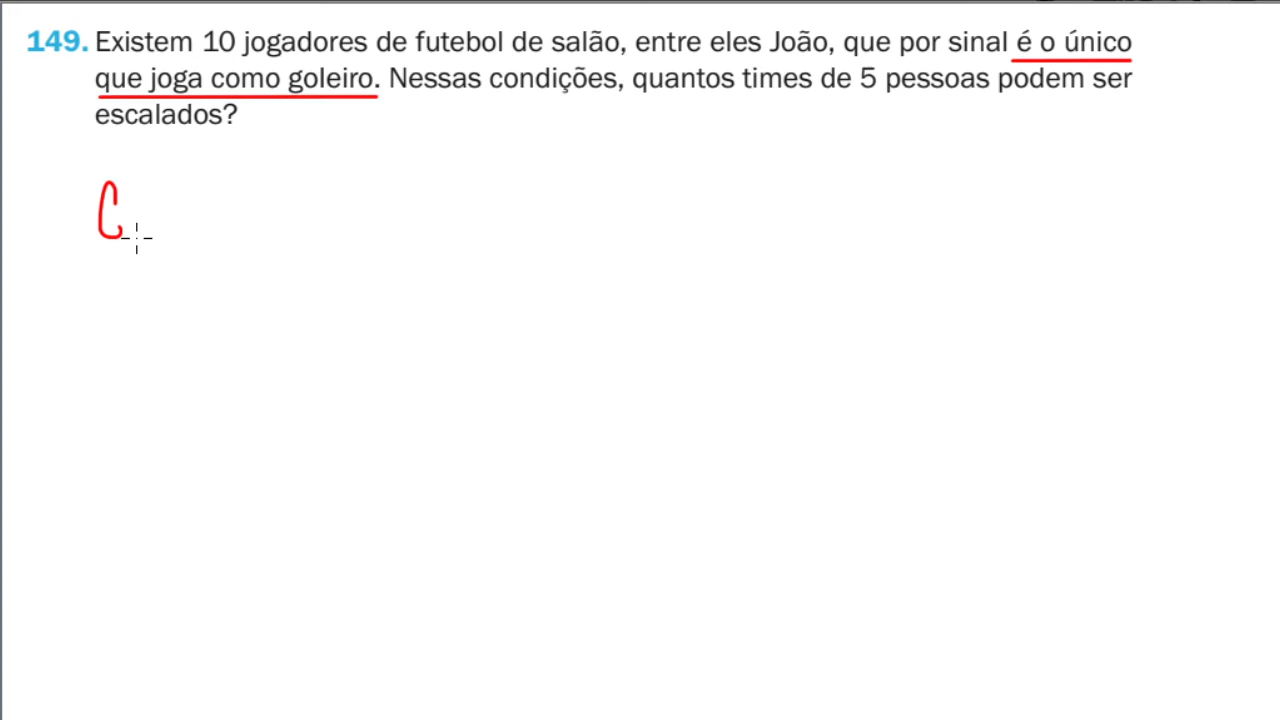 149. Existem 10 jogadores de futebol de salão, entre eles João, que por sinal é o único
que joga como goleiro. Nessas condições, quantos times de 5 pessoas podem ser
escalados?
C